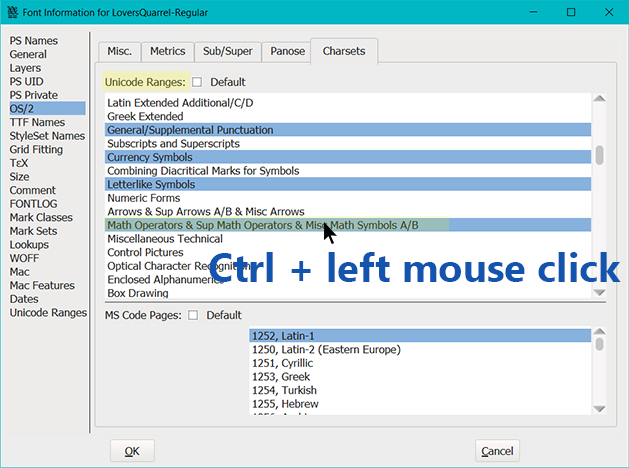 Font Information for LoversQuarrel-Regular
PS Names
General
Layers
PS UID
PS Private
OS/2
TTF Names
StyleSet Names
Grid Fitting
TεX
Size
Comment
FONTLOG
Mark Classes
Mark Sets
Lookups
WOFF
Mac
Mac Features
Dates
Unicode Ranges
Misc. Metrics Sub/Super Panose Charsets
Unicode Ranges: Default
Latin Extended Additional/C/D
Greek Extended
General/Supplemental Punctuation
Subscripts and Superscripts
Currency Symbols
Combining Diacritical Marks for Symbols
Letterlike Symbols
Numeric Forms
Arrows & Sup Arrows A/B & Misc Arrows
Math Operators & Sup Math Operators & Misc Math Symbols A/B
Miscellaneous Technical
Control Pictures
Optical Character Recognition
Enclosed Alphanumerics
Box Drawing
Ctrl + left mouse click
MS Code Pages: Default
1252, Latin-1
1250, Latin-2 (Eastern Europe)
1251, Cyrillic
1253, Greek
1254, Turkish
1255, Hebrew
OK Cancel